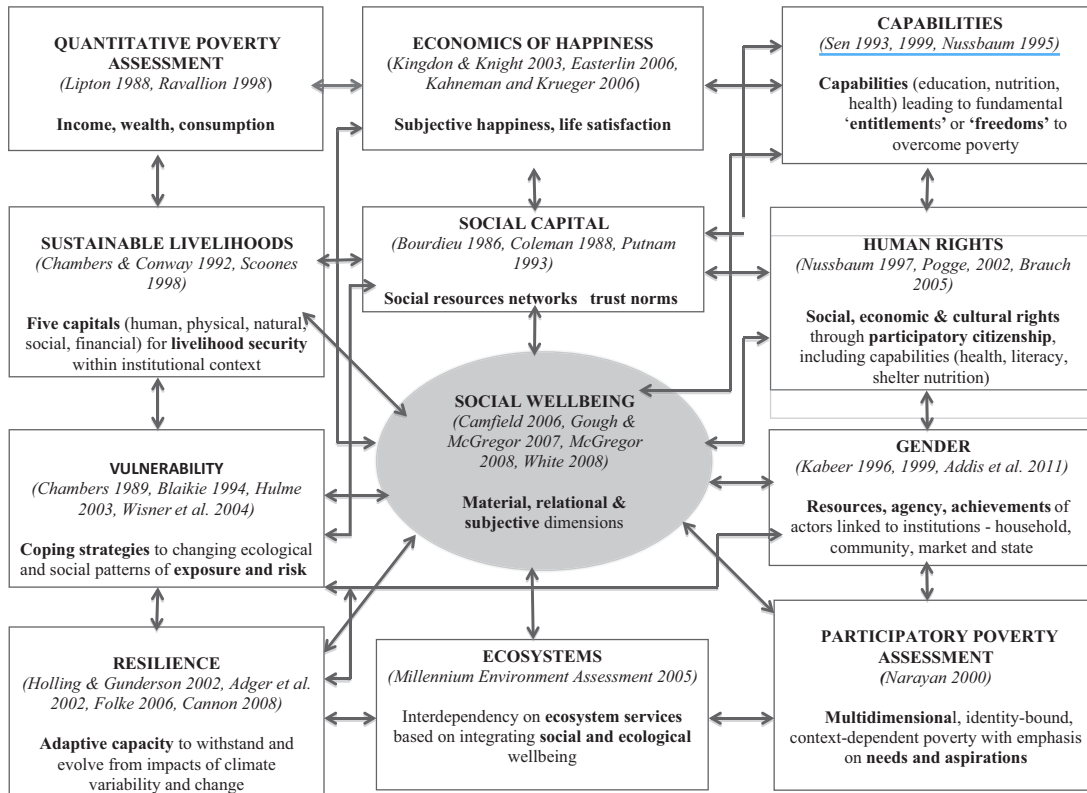 QUANTITATIVE POVERTY
ASSESSMENT
(Lipton 1988, Ravallion 1998)
Income, wealth, consumption
ECONOMICS OF HAPPINESS
(Kingdon & Knight 2003, Easterlin 2006,
Kahneman and Krueger 2006)
Subjective happiness, life satisfaction
CAPABILITIES
(Sen 1993, 1999, Nussbaum 1995)
Capabilities (education, nutrition,
health) leading to fundamental
‘entitlements’ or ‘freedoms’ to
overcome poverty
SUSTAINABLE LIVELIHOODS
(Chambers & Conway 1992, Scoones
1998)
Five capitals (human, physical, natural,
social, financial) for livelihood security
within institutional context
SOCIAL CAPITAL
(Bourdieu 1986, Coleman 1988, Putnam
1993)
Social resources networks trust norms
HUMAN RIGHTS
(Nussbaum 1997, Pogge, 2002, Brauch
2005)
Social, economic & cultural rights
through participatory citizenship,
including capabilities (health, literacy,
shelter nutrition)
SOCIAL WELLBEING
(Camfield 2006, Gough &
McGregor 2007, McGregor
2008, White 2008)
Material, relational &
subjective dimensions
VULNERABILITY
(Chambers 1989, Blaikie 1994, Hulme
2003, Wisner et al. 2004)
Coping strategies to changing ecological
and social patterns of exposure and risk
GENDER
(Kabeer 1996, 1999, Addis et al. 2011)
Resources, agency, achievements of
actors linked to institutions - household,
community, market and state
RESILIENCE
(Holling & Gunderson 2002, Adger et al.
2002, Folke 2006, Cannon 2008)
Adaptive capacity to withstand and
evolve from impacts of climate
variability and change
ECOSYSTEMS
(Millennium Environment Assessment 2005)
Interdependency on ecosystem services
based on integrating social and ecological
wellbeing
PARTICIPATORY POVERTY
ASSESSMENT
(Narayan 2000)
Multidimensional, identity-bound,
context-dependent poverty with emphasis
on needs and aspirations